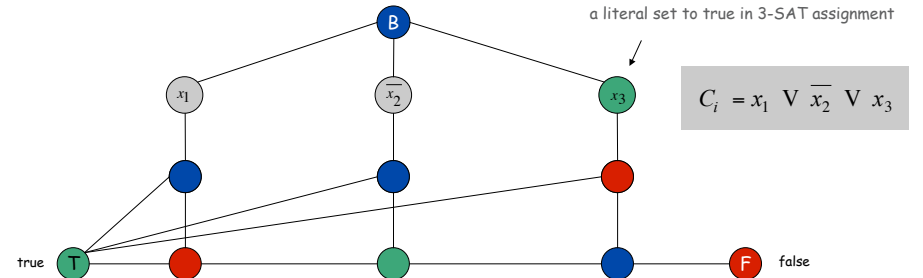 B
a literal set to true in 3-SAT assignment
x₁
x̅₂
x₃
Cᵢ = x₁ V x̅₂ V x₃
true
T
F
false